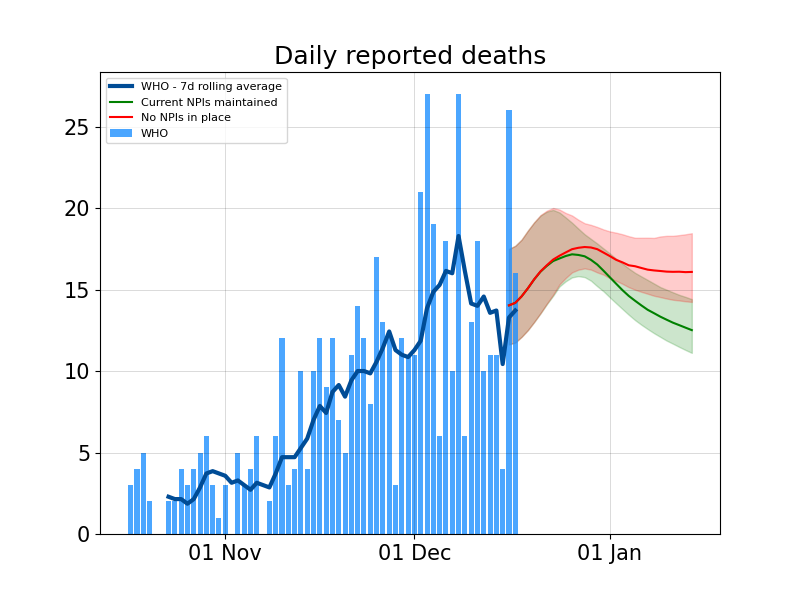 Daily reported deaths
WHO - 7d rolling average
Current NPIs maintained
No NPIs in place
WHO
25
20
15
10
5
0
01 Nov
01 Dec
01 Jan